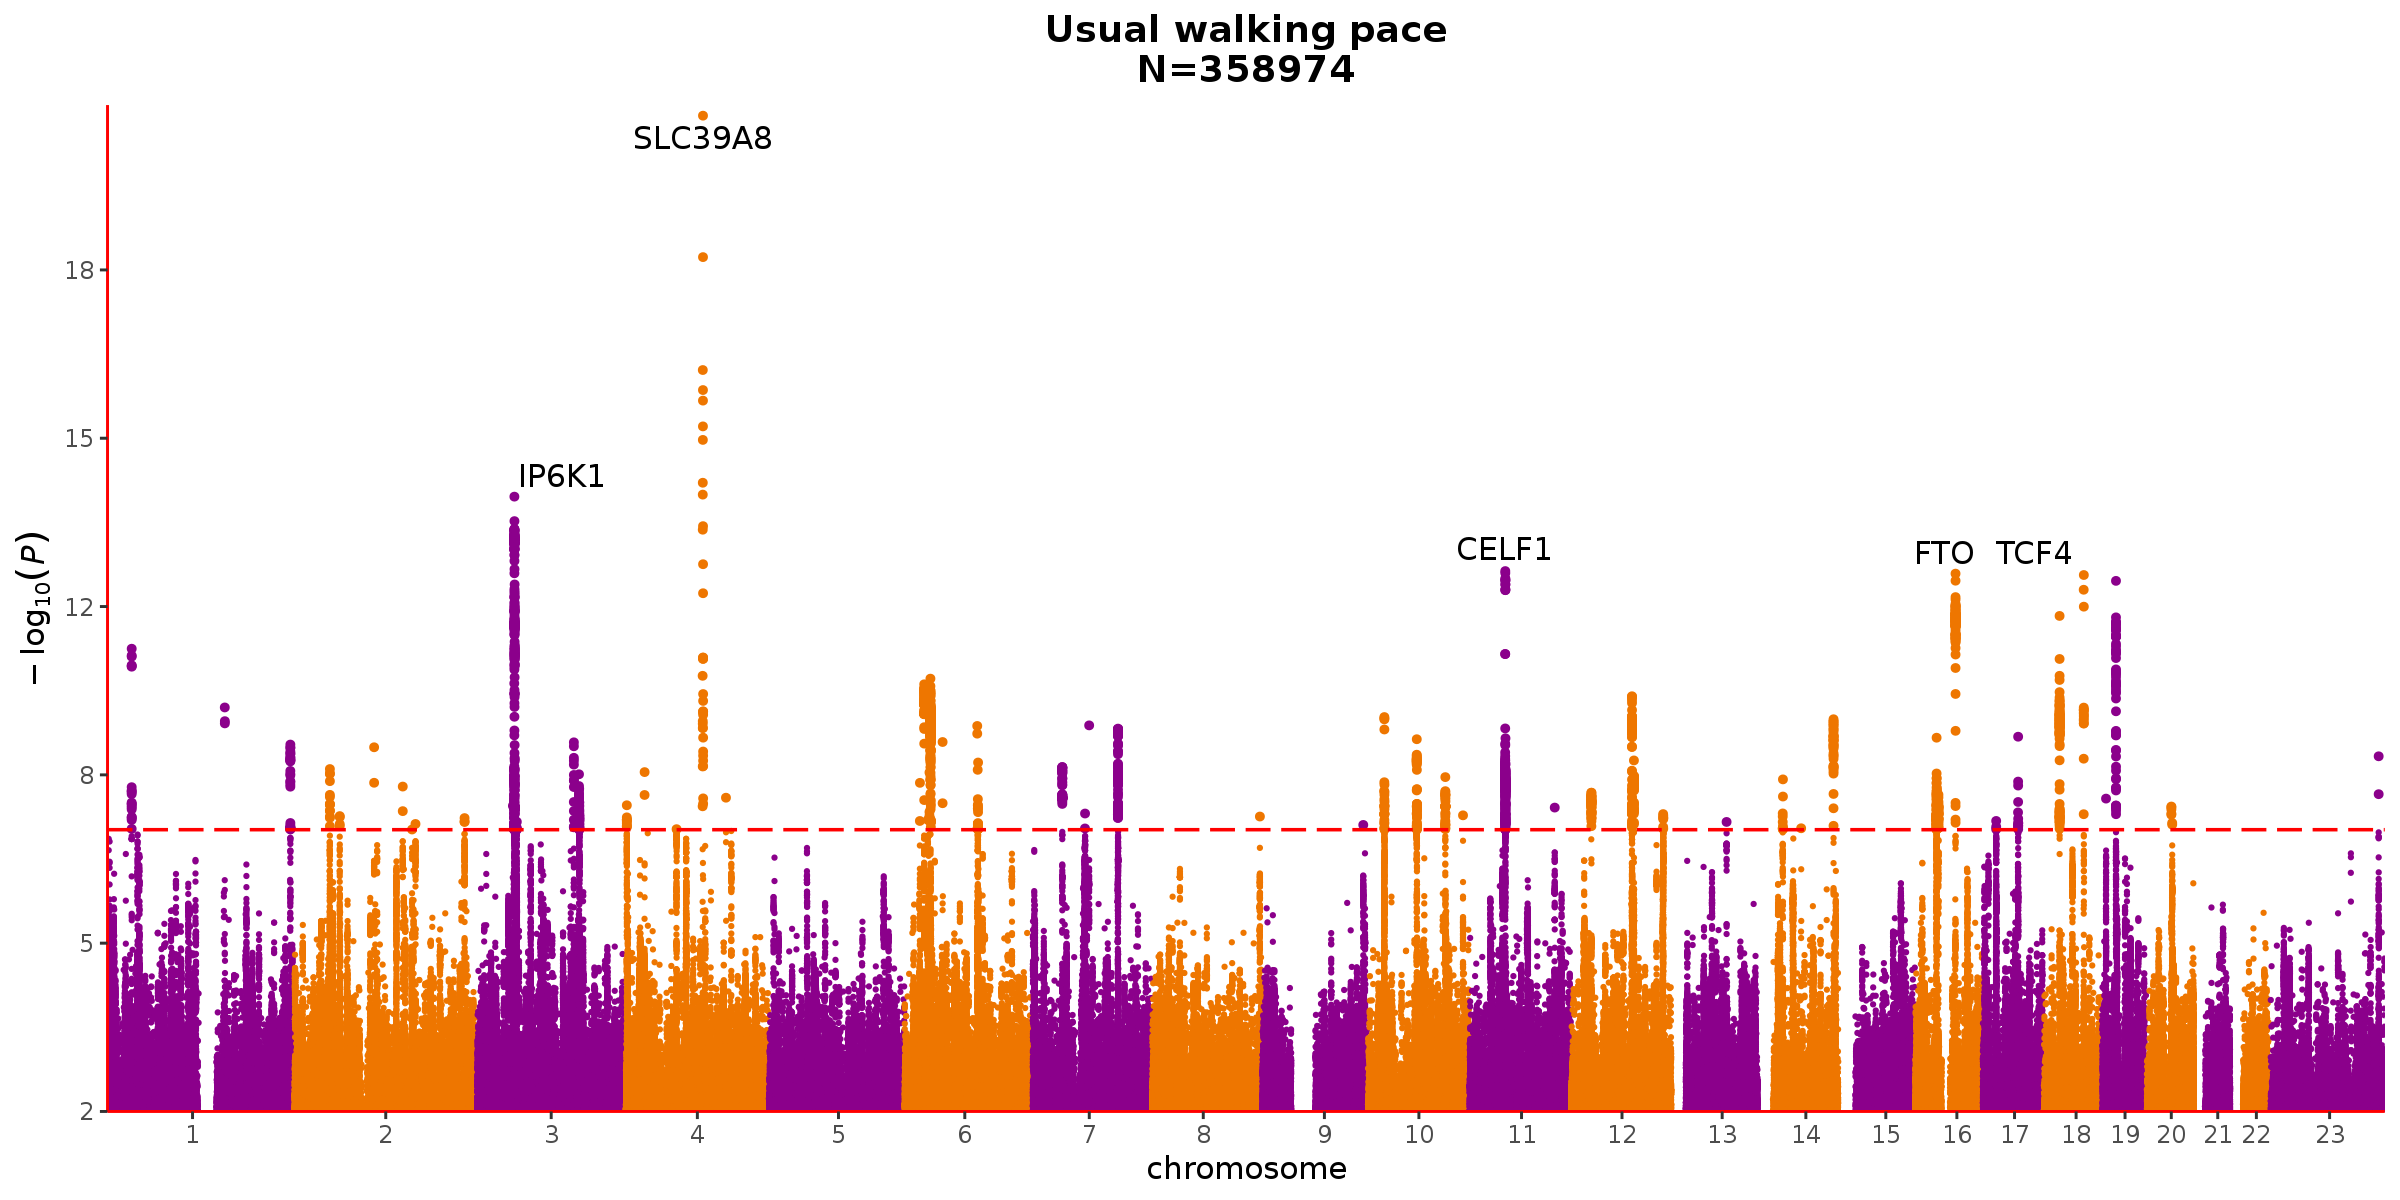 Usual walking pace
N=358974
SLC39A8
18
15
IP6K1
CELF1
FTO TCF4
12
−log10(P)
8
5
2
1 2 3 4 5 6 7 8 9 10 11 12 13 14 15 16 17 18 19 20 21 22 23
chromosome